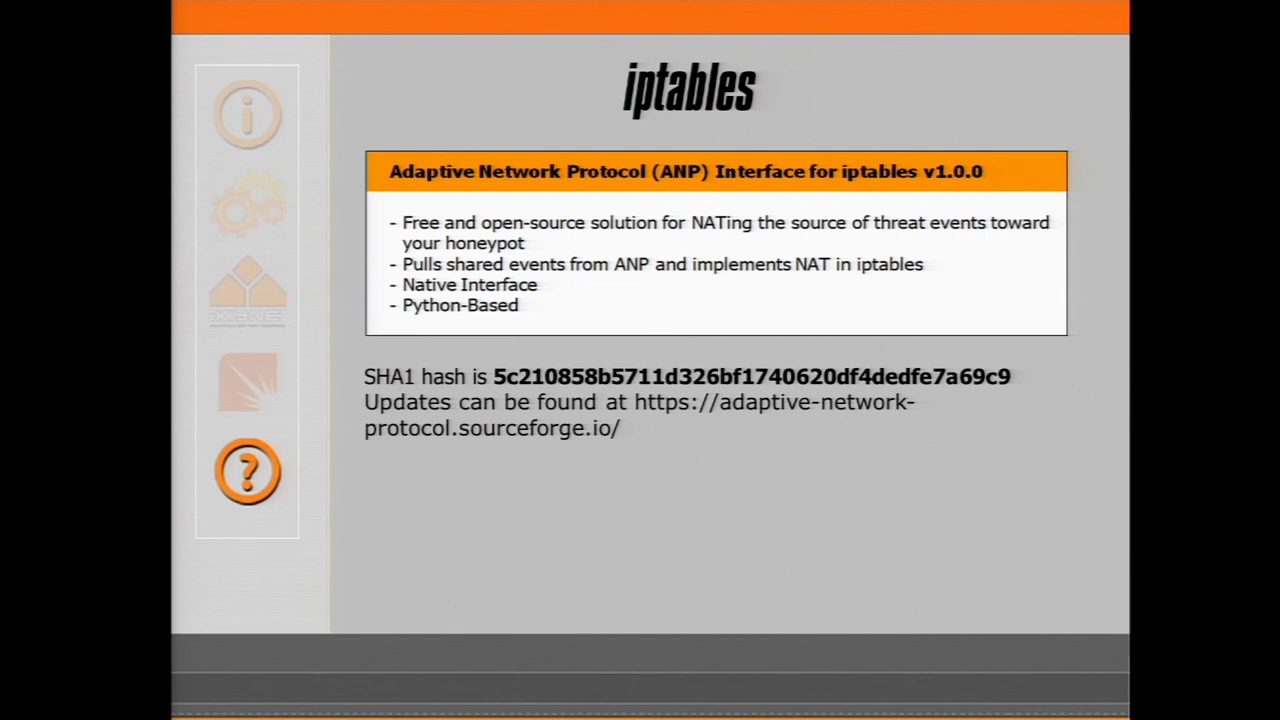 iptables
Adaptive Network Protocol (ANP) Interface for iptables v1.0.0
- Free and open-source solution for NATing the source of threat events toward
your honeypot
- Pulls shared events from ANP and implements NAT in iptables
- Native Interface
- Python-Based
SHA1 hash is 5c210858b5711d326bf1740620df4dedfe7a69c9
Updates can be found at https://adaptive-network-
protocol.sourceforge.io/